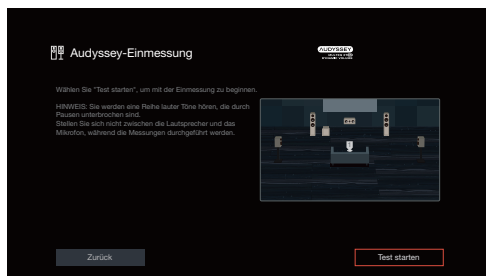 Audyssey-Einmessung
AUDYSSEY
Wählen Sie "Test starten", um mit der Einmessung zu beginnen.
HINWEIS: Sie werden eine Reihe lauter Töne hören, die durch
Pausen unterbrochen sind.
Stellen Sie sich nicht zwischen die Lautsprecher und das
Mikrofon, während die Messungen durchgeführt werden.
Zurück
Test starten